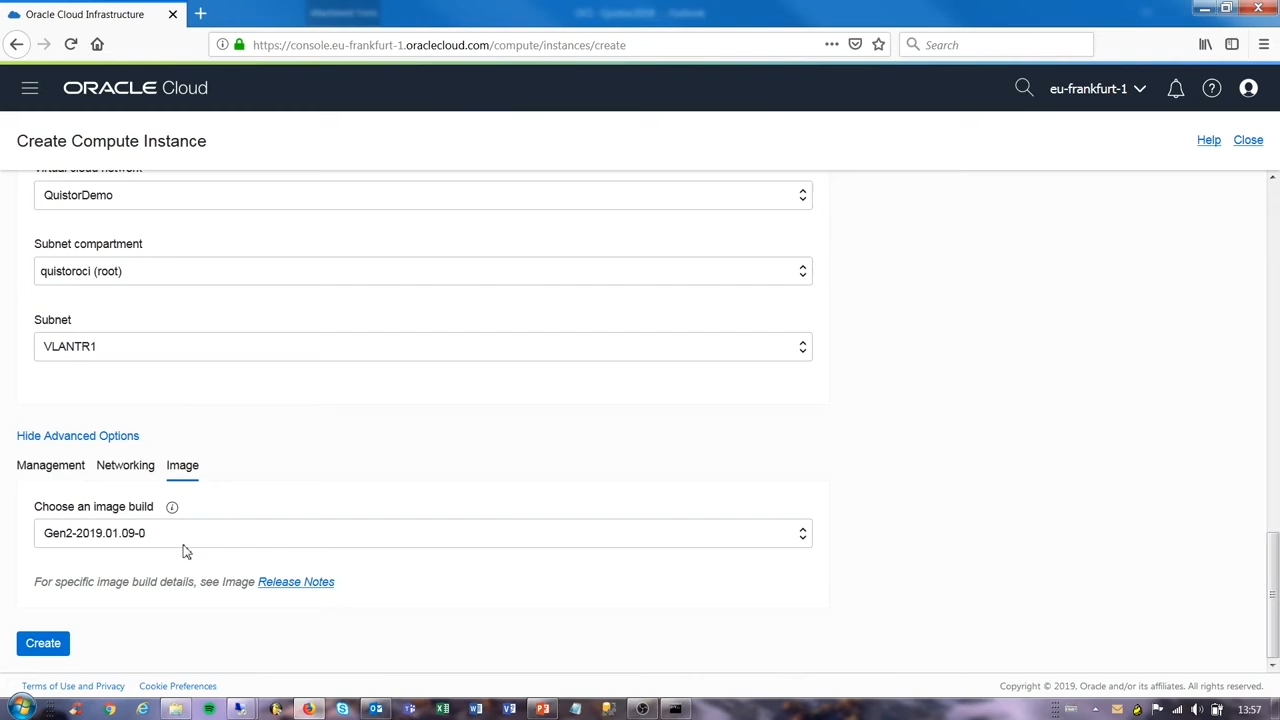 Oracle Cloud Infrastructure
https://console.eu-frankfurt-1.oraclecloud.com/compute/instances/create
Search
ORACLE Cloud
eu-frankfurt-1
Create Compute Instance
Help
Close
Virtual cloud network
QuistorDemo
Subnet compartment
quistoroci (root)
Subnet
VLANTR1
Hide Advanced Options
Management
Networking
Image
Choose an image build
Gen2-2019.01.09-0
For specific image build details, see Image Release Notes
Create
Terms of Use and Privacy
Cookie Preferences
Copyright © 2019, Oracle and/or its affiliates. All rights reserved.
13:57